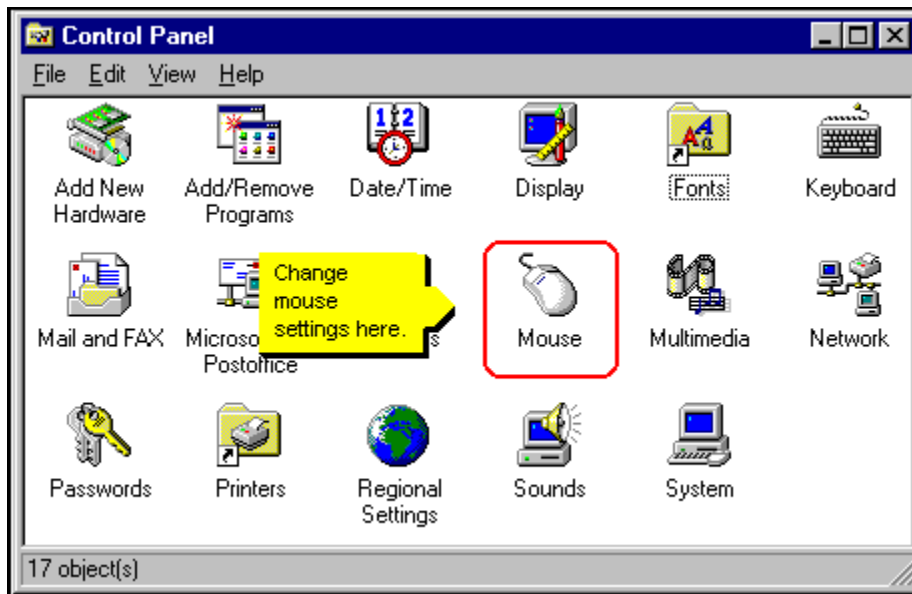 Control Panel
File Edit View Help
Add New
Hardware
Add/Remove
Programs
Date/Time
Display
Fonts
Keyboard
Mail and FAX
Postoffice
Change
mouse
settings here.
Mouse
Multimedia
Network
Passwords
Printers
Regional
Settings
Sounds
System
17 object(s)